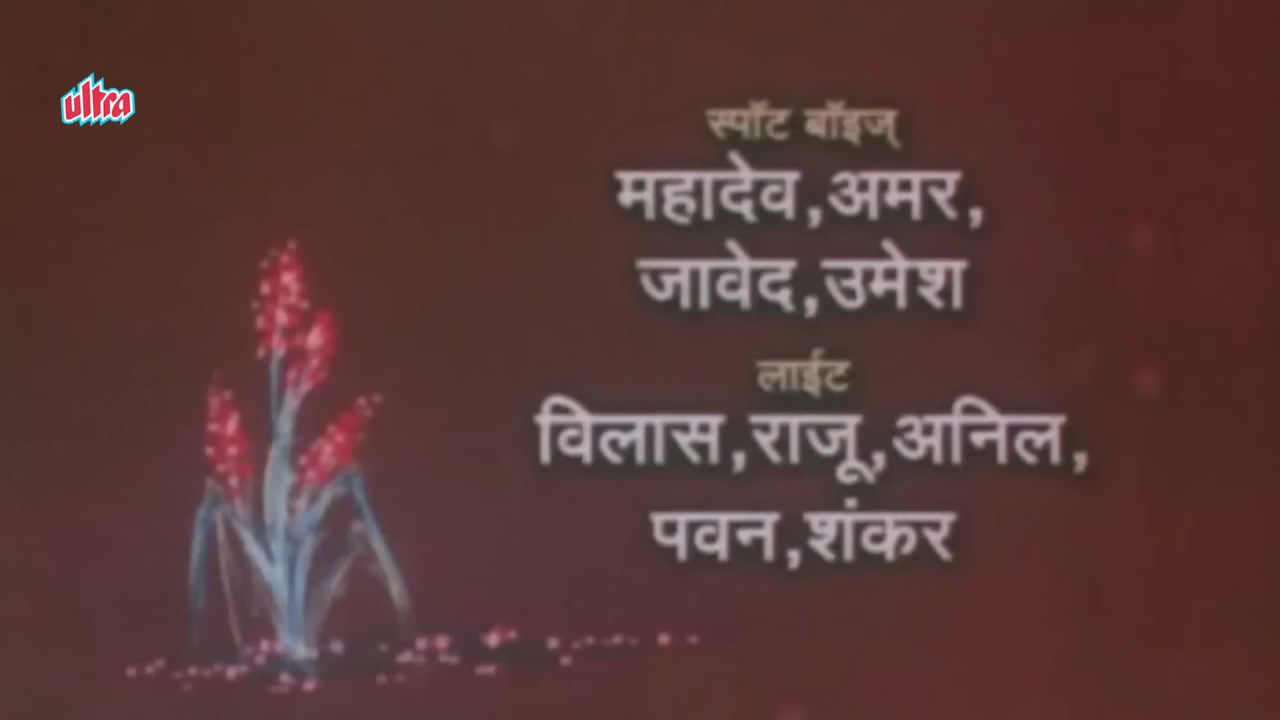 ultra
स्पॉट बॉइज्
महादेव,अमर,
जावेद,उमेश
लाईट
विलास,राजू,अनिल,
पवन,शंकर